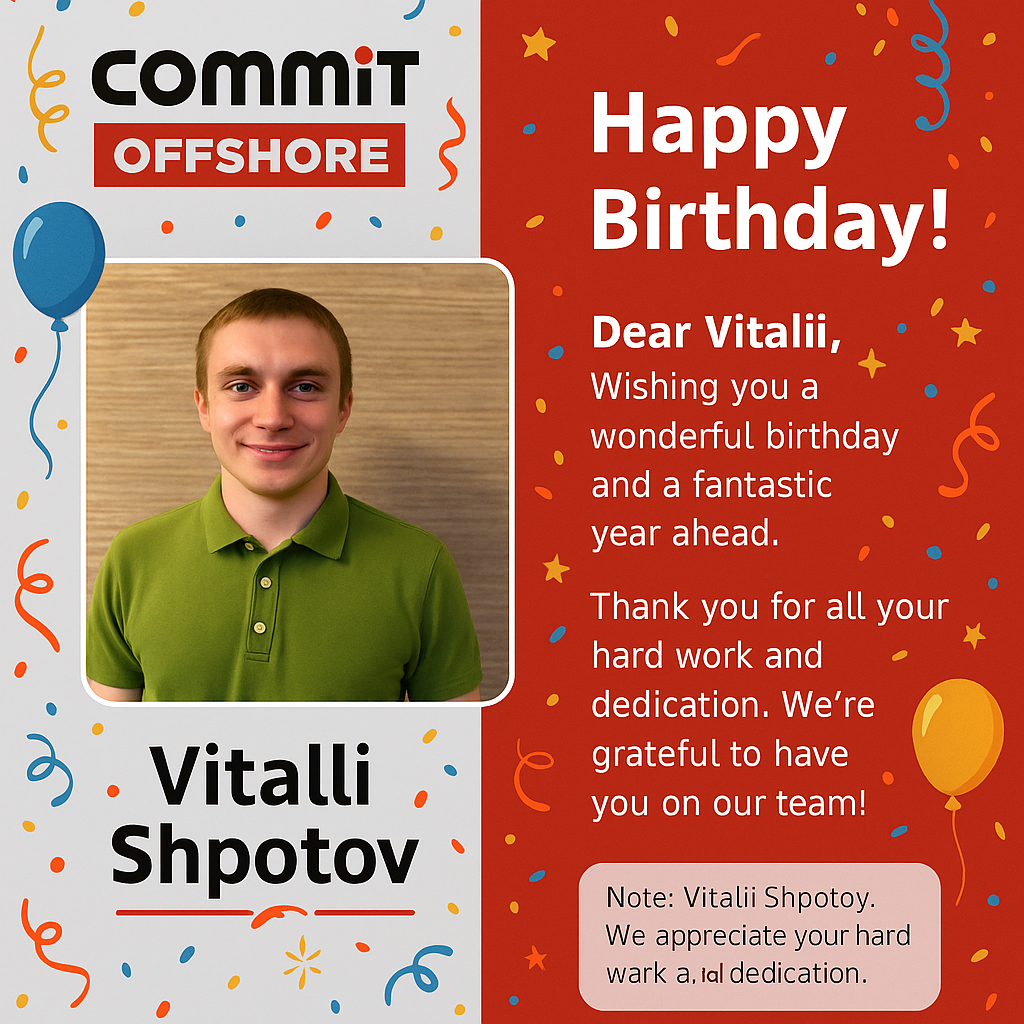 COMMIT
OFFSHORE
Vitalli
Shpotov
Happy
Birthday!
Dear Vitalii,
Wishing you a
wonderful birthday
and a fantastic
year ahead.
Thank you for all your
hard work and
dedication. We're
grateful to have
you on our team!
Note: Vitalii Shpotoy.
We appreciate your hard
wark a, dedication.